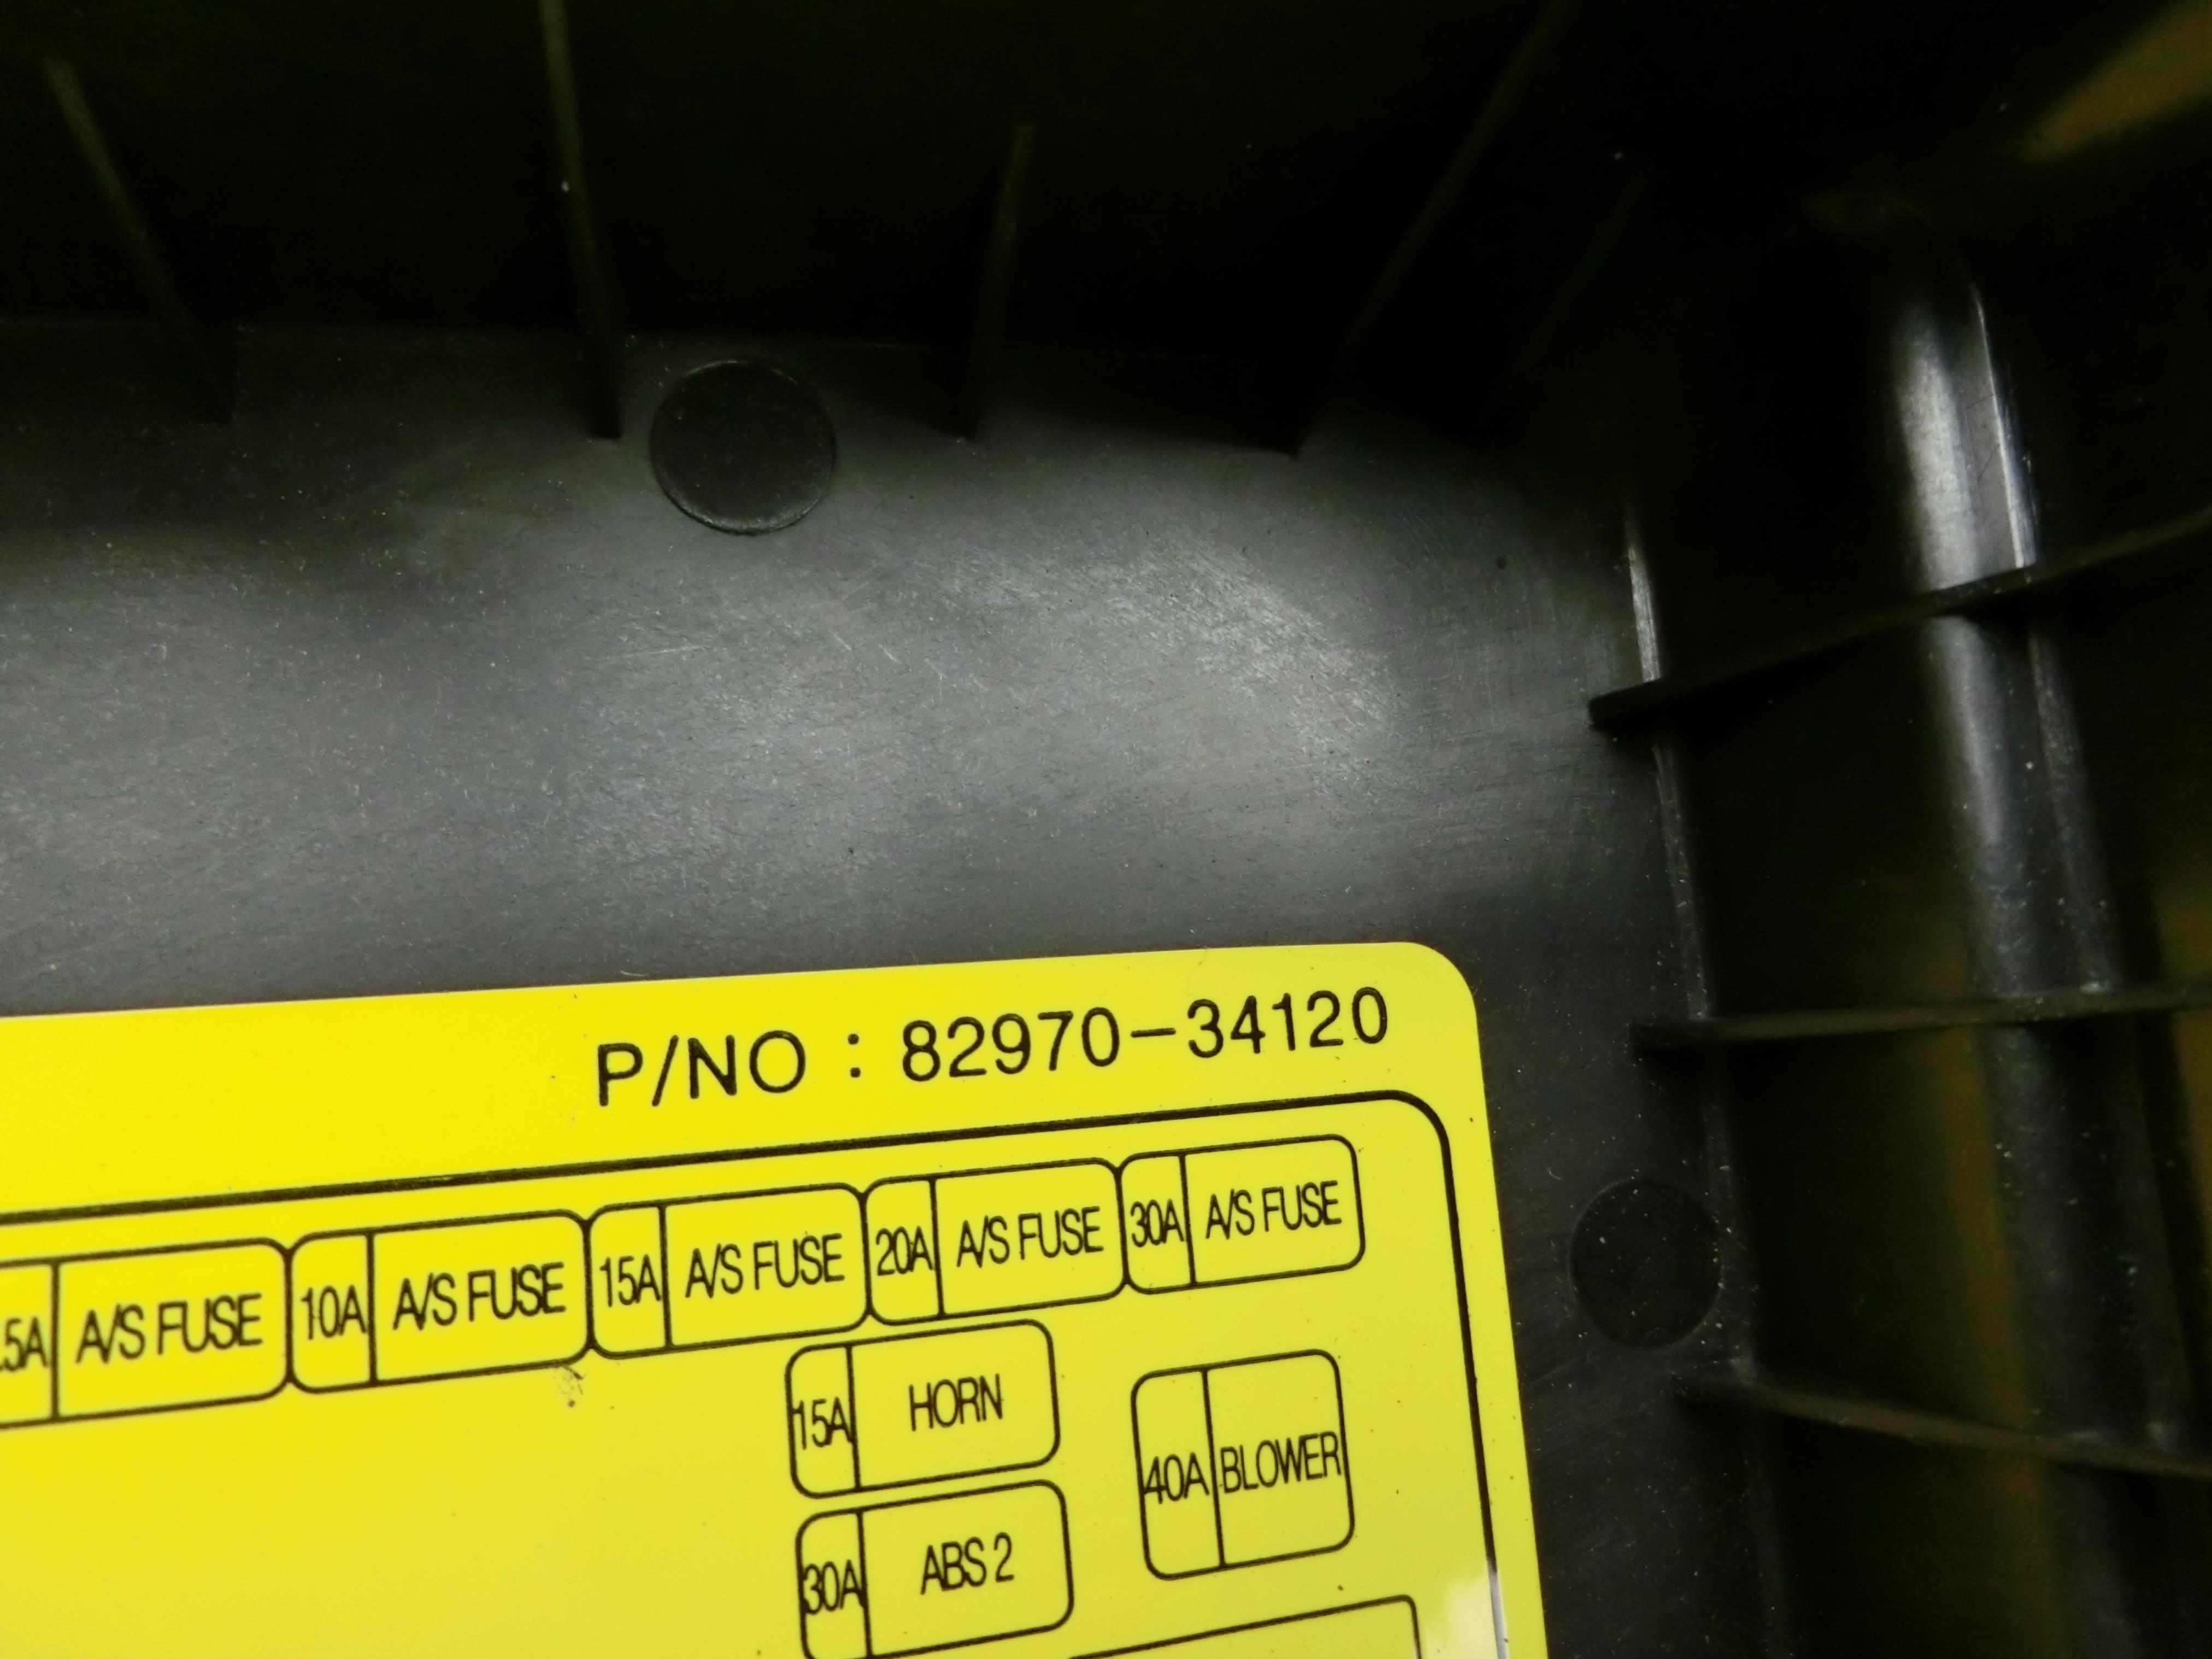 P/NO : 82970-34120
.5A A/S FUSE 10A A/S FUSE 15A A/S FUSE 20A A/S FUSE 30A A/S FUSE
15A HORN
40A BLOWER
30A ABS 2